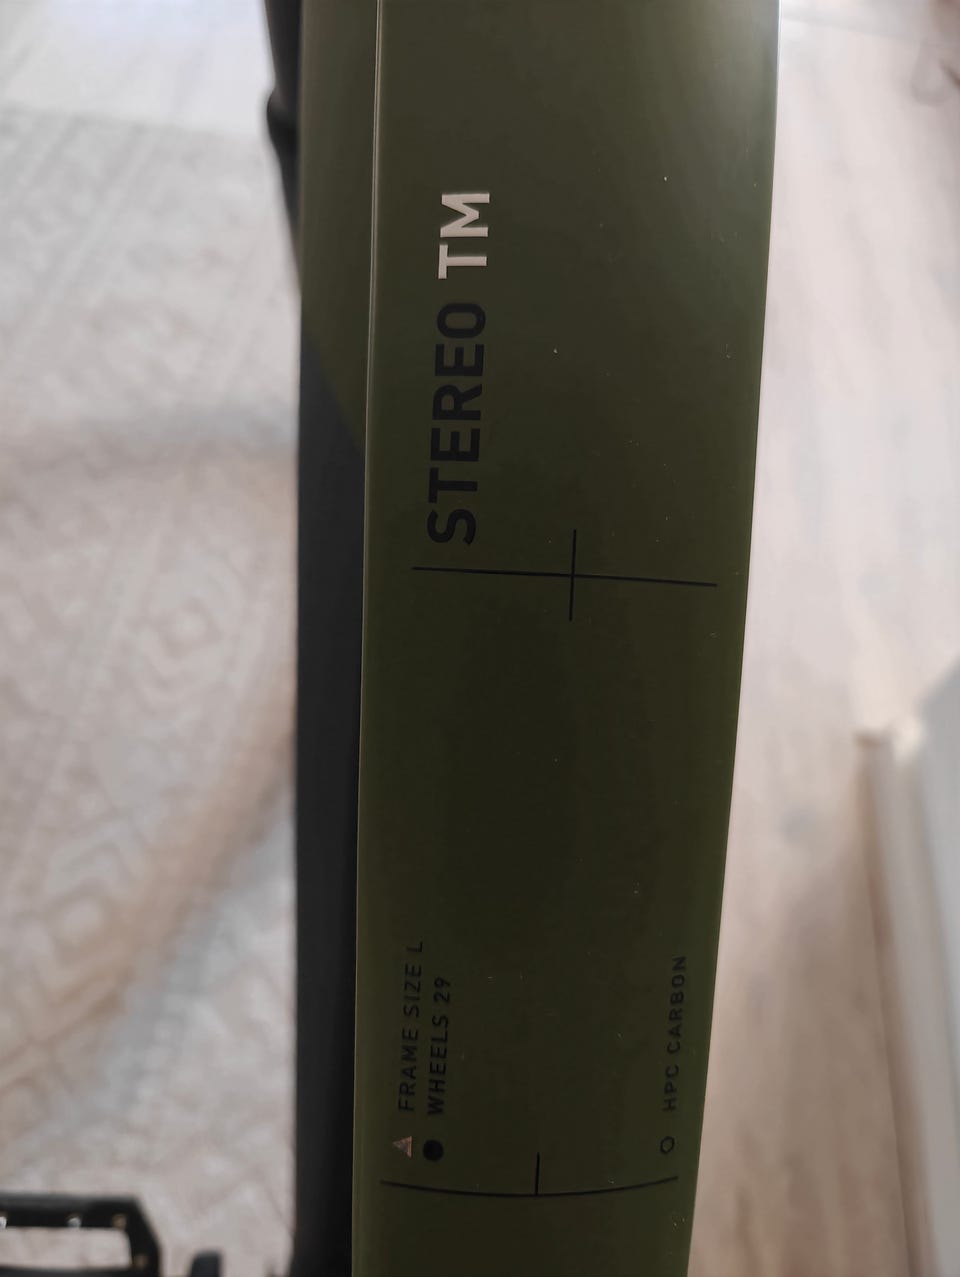 STEREO TM
FRAME SIZE L
WHEELS 29
HPC CARBON